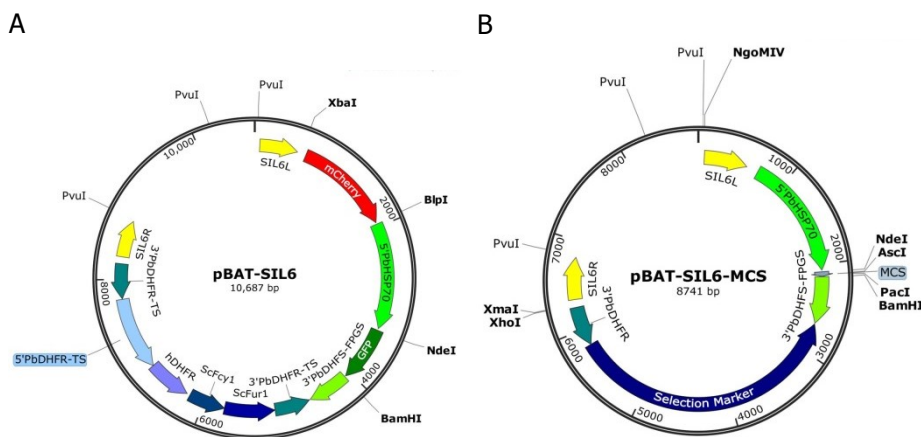 A
PvuI
PvuI
XbaI
10,000
SIL6L
mCherry
2000
BlpI
PvuI
SIL6R
3'PbDHFR-TS
pBAT-SIL6
10,687 bp
5'PbHSP70
8000
5'PbDHFR-TS
hDHFR
ScFcy1
ScFur1
3'PbDHFR-TS
3'PbDHFS-FPGS
GFP
NdeI
4000
BamHI
6000
B
PvuI
NgoMIV
PvuI
8000
SIL6L
1000
5'PbHSP70
PvuI
7000
SIL6R
3'PbDHFR
pBAT-SIL6-MCS
8741 bp
2000
NdeI
AscI
MCS
PacI
BamHI
3'PbDHFS-FPGS
XmaI
XhoI
6000
3000
Selection Marker
5000
4000